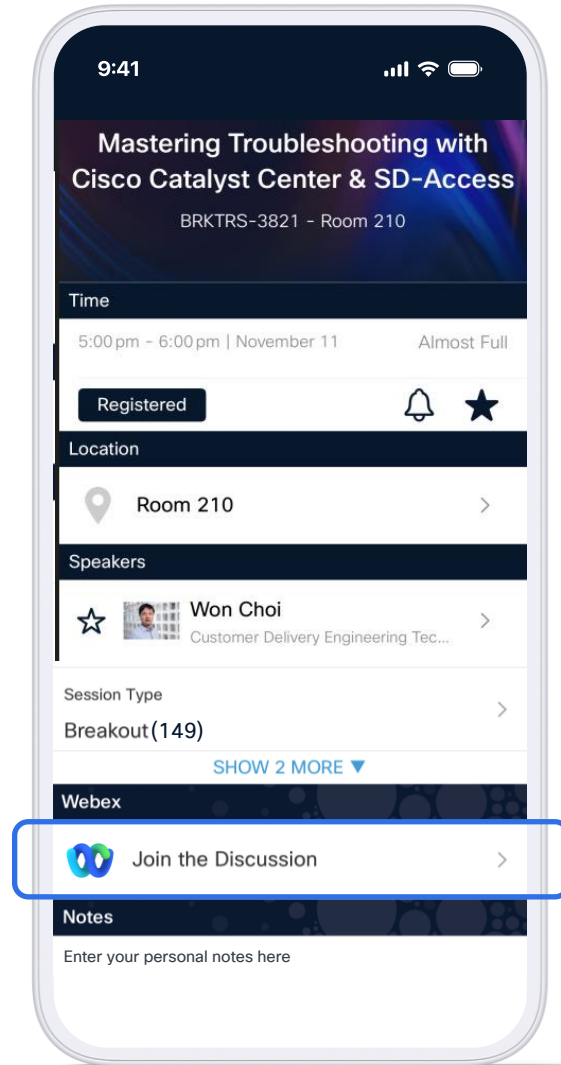 9:41
Mastering Troubleshooting with
Cisco Catalyst Center & SD-Access
BRKTRS-3821 - Room 210
Time
5:00 pm - 6:00 pm | November 11 Almost Full
Registered
Location
Room 210
Speakers
Won Choi
Customer Delivery Engineering Tec...
Session Type
Breakout (149)
SHOW 2 MORE ▼
Webex
Join the Discussion
Notes
Enter your personal notes here